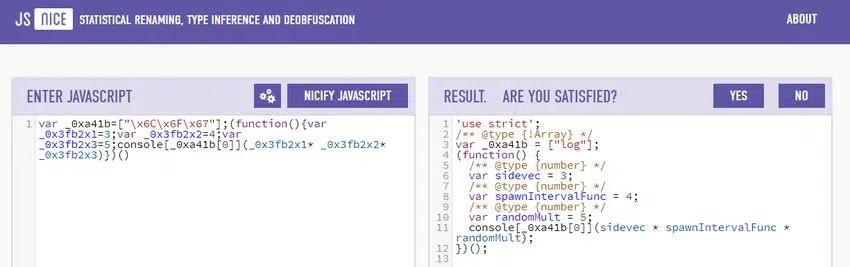 JS NICE STATISTICAL RENAMING, TYPE INFERENCE AND DEOBFUSCATION ABOUT
ENTER JAVASCRIPT NICIFY JAVASCRIPT
1 var _0xa41b=["\x6C\x6F\x67"];(function(){var
_0x3fb2x1=3;var _0x3fb2x2=4;var
_0x3fb2x3=5;console[_0xa41b[0]](_0x3fb2x1* _0x3fb2x2*
_0x3fb2x3)})()
RESULT. ARE YOU SATISFIED? YES NO
1 'use strict';
2 /** @type {!Array} */
3 var _0xa41b = ["log"];
4 (function() {
5 /** @type {number} */
6 var sidevec = 3;
7 /** @type {number} */
8 var spawnIntervalFunc = 4;
9 /** @type {number} */
10 var randomMult = 5;
11 console[_0xa41b[0]](sidevec * spawnIntervalFunc *
randomMult);
12 })();
13